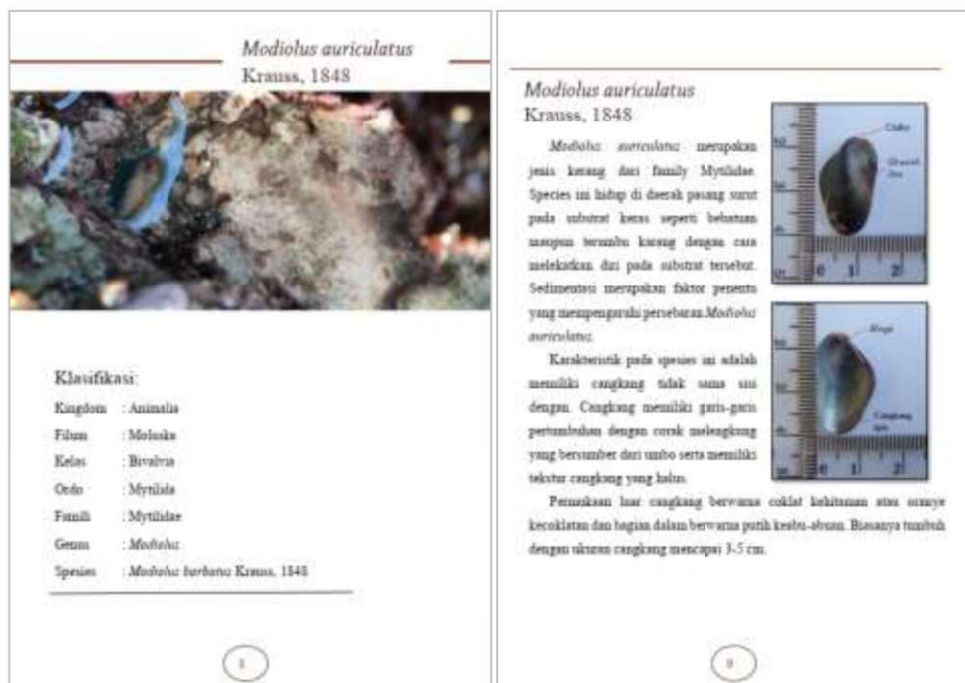 Modiolus auriculatus
Krauss, 1848
Klasifikasi:
Kingdom : Animalia
Filum : Moluska
Kelas : Bivalvia
Ordo : Mytilida
Famili : Mytilidae
Genus : Modiolus
Spesies : Modiolus barbatus Krauss, 1848
8
Modiolus auriculatus
Krauss, 1848
Modiolus auriculatus merupakan
jenis kerang dari family Mytilidae.
Species ini hidup di daerah pasang surut
pada substrat keras seperti bebatuan
maupun terumbu karang dengan cara
melekatkan diri pada substrat tersebut.
Sedimentasi merupakan faktor penentu
yang mempengaruhi persebaran Modiolus
auriculatus.
Karakteristik pada spesies ini adalah
memiliki cangkang tidak sama sisi
dengan. Cangkang memiliki garis-garis
pertumbuhan dengan corak melengkung
yang bersumber dari umbo serta memiliki
tekstur cangkang yang halus.
Permukaan luar cangkang berwarna coklat kehitaman atau oranye
kecoklatan dan bagian dalam berwarna putih keabu-abuan. Biasanya tumbuh
dengan ukuran cangkang mencapai 3-5 cm.
Umbo
0 1 2
Cangkang
0 1 2
9